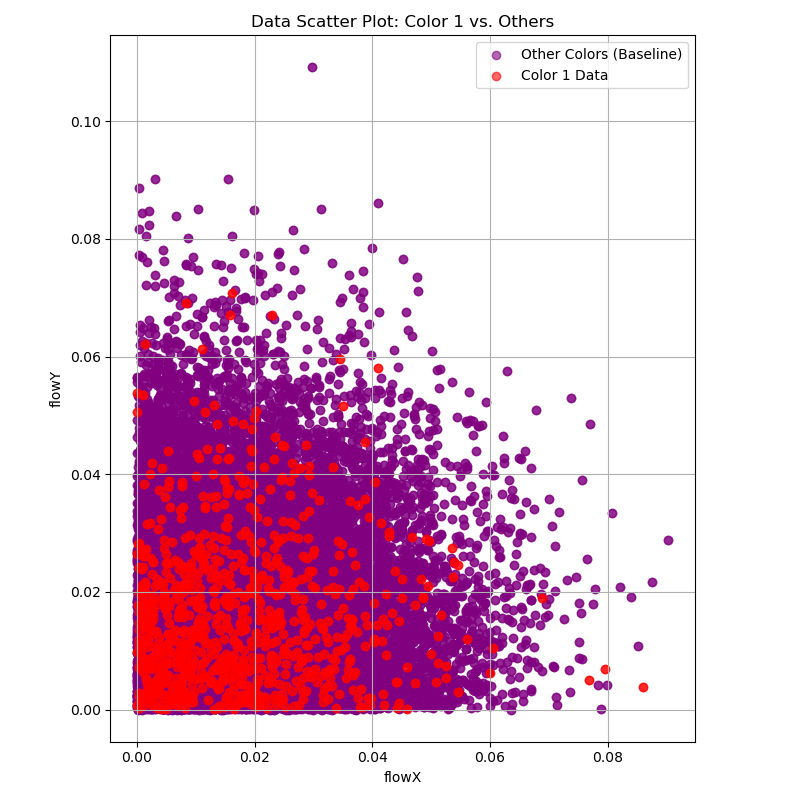 Data Scatter Plot: Color 1 vs. Others
Other Colors (Baseline)
Color 1 Data
0.10
0.08
0.06
0.04
0.02
0.00
flowY
0.00 0.02 0.04 0.06 0.08
flowX